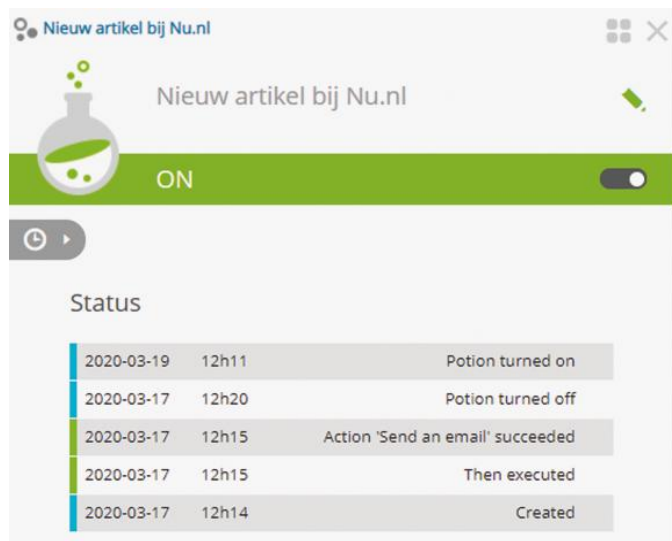 Nieuw artikel bij Nu.nl
Nieuw artikel bij Nu.nl
ON
Status
2020-03-19 12h11 Potion turned on
2020-03-17 12h20 Potion turned off
2020-03-17 12h15 Action 'Send an email' succeeded
2020-03-17 12h15 Then executed
2020-03-17 12h14 Created